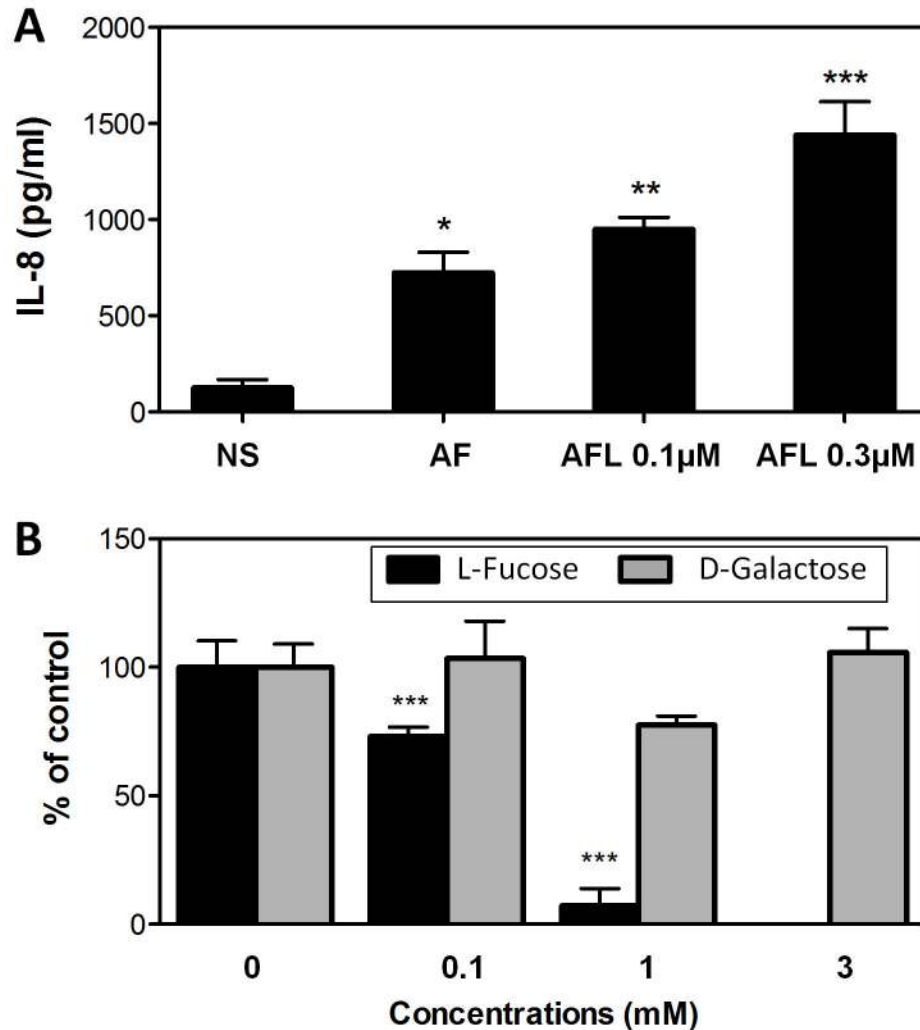 A
2000
1500
1000
500
0
IL-8 (pg/ml)
*
**
***
NS AF AFL 0.1µM AFL 0.3µM
B
150
100
50
0
% of control
L-Fucose D-Galactose
***
***
0 0.1 1 3
Concentrations (mM)